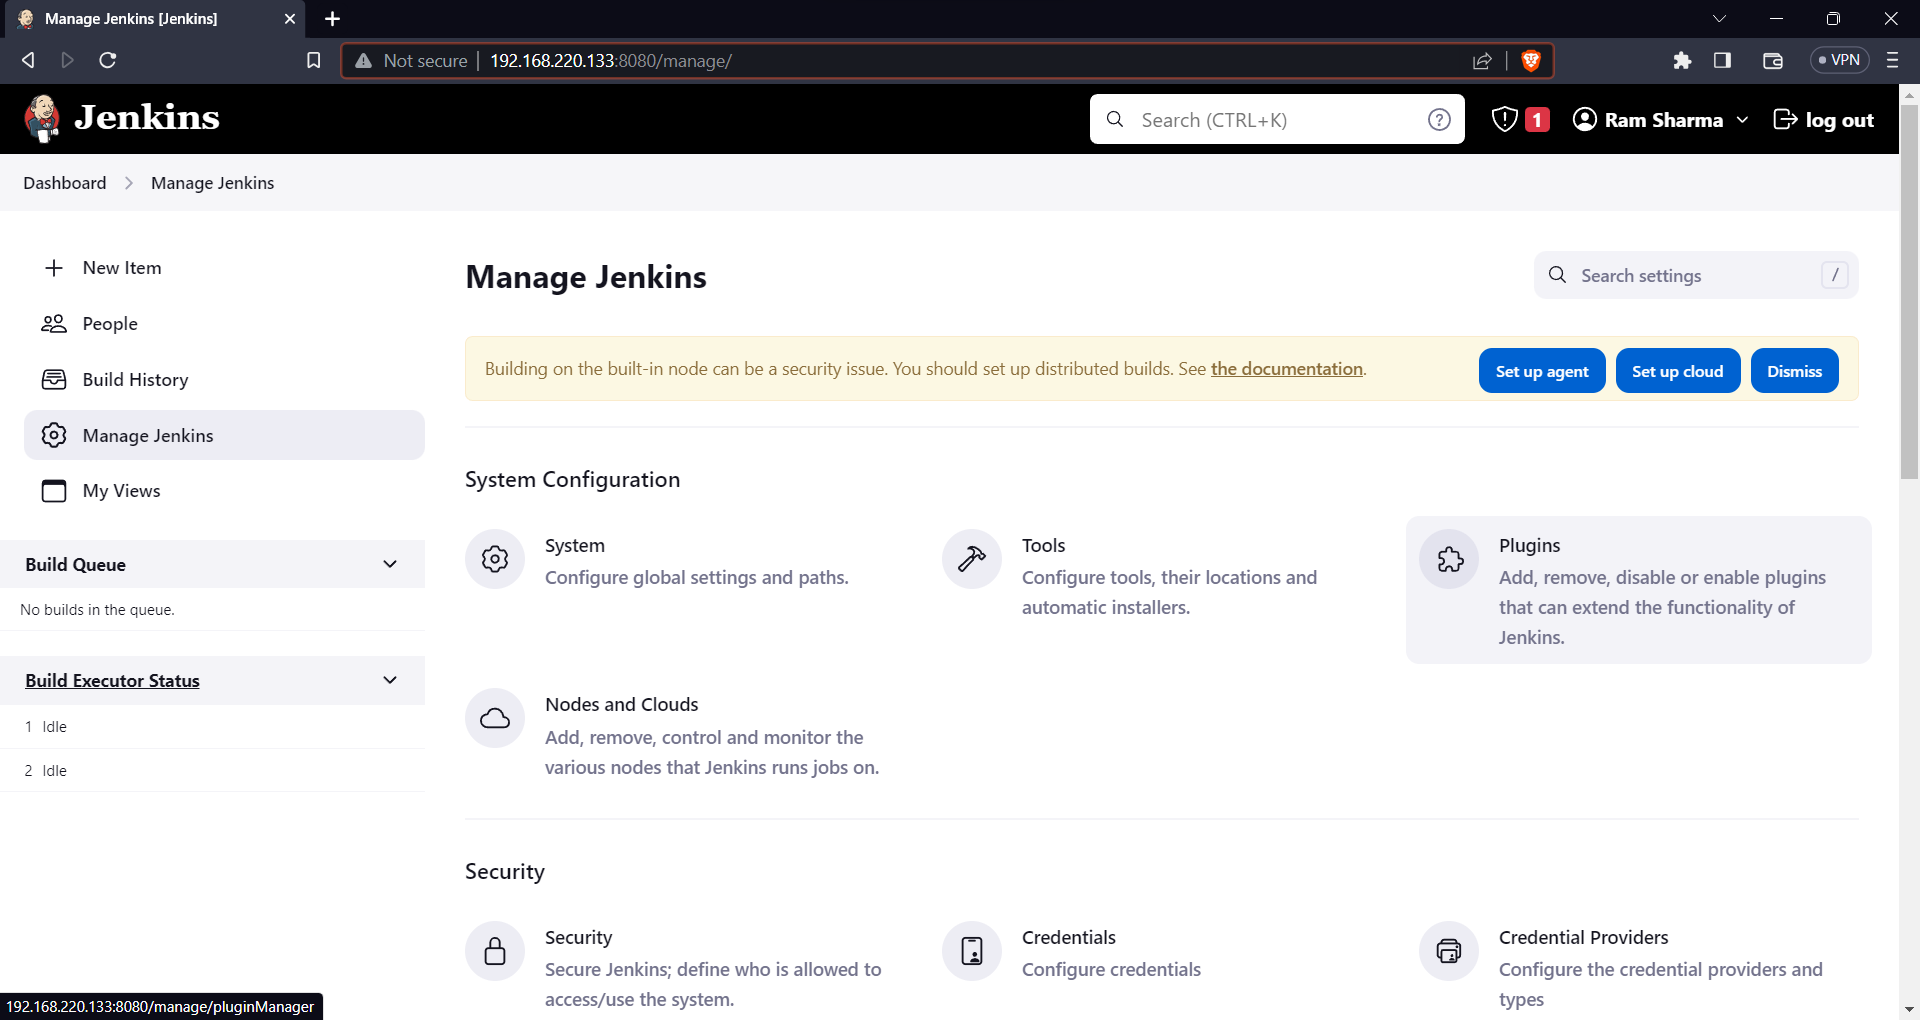 Manage Jenkins [Jenkins]
Not secure | 192.168.220.133:8080/manage/
VPN
Jenkins
Search (CTRL+K)
?
1
Ram Sharma
log out
Dashboard
Manage Jenkins
New Item
People
Build History
Manage Jenkins
My Views
Build Queue
No builds in the queue.
Build Executor Status
1 Idle
2 Idle
Manage Jenkins
Search settings
/
Building on the built-in node can be a security issue. You should set up distributed builds. See the documentation.
Set up agent
Set up cloud
Dismiss
System Configuration
System
Configure global settings and paths.
Tools
Configure tools, their locations and
automatic installers.
Plugins
Add, remove, disable or enable plugins
that can extend the functionality of
Jenkins.
Nodes and Clouds
Add, remove, control and monitor the
various nodes that Jenkins runs jobs on.
Security
Security
Secure Jenkins; define who is allowed to
access/use the system.
Credentials
Configure credentials
Credential Providers
Configure the credential providers and
types
192.168.220.133:8080/manage/pluginManager